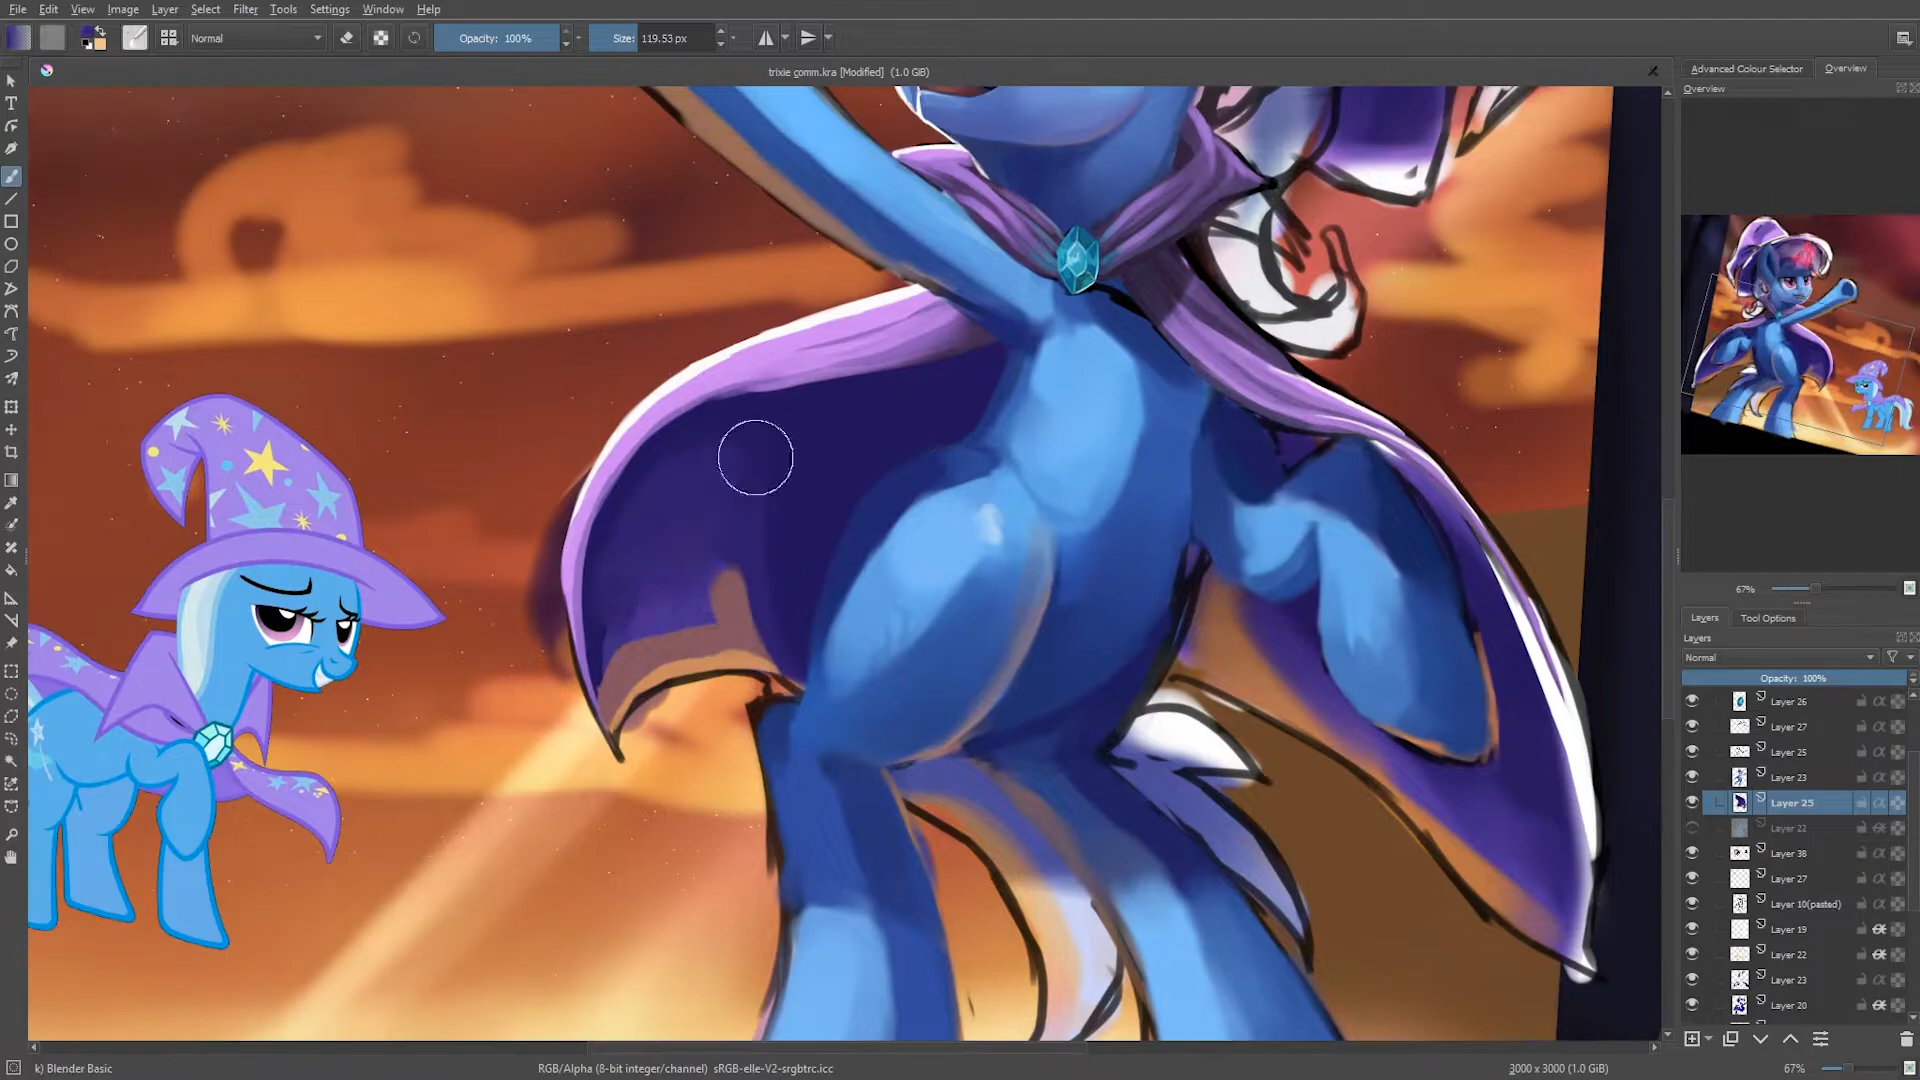 File Edit View Image Layer Select Filter Tools Settings Window Help
Normal Opacity: 100% Size: 119.53 px
trixie comm.kra [Modified] (1.0 GiB)
Advanced Colour Selector Overview
Overview
67%
Layers Tool Options
Layers
Normal
Opacity: 100%
Layer 26
Layer 27
Layer 25
Layer 23
Layer 25
Layer 22
Layer 38
Layer 27
Layer 10(pasted)
Layer 19
Layer 22
Layer 23
Layer 20
k) Blender Basic RGB/Alpha (8-bit integer/channel) sRGB-elle-V2-srgbtrc.icc 3000 x 3000 (1.0 GiB) 67%